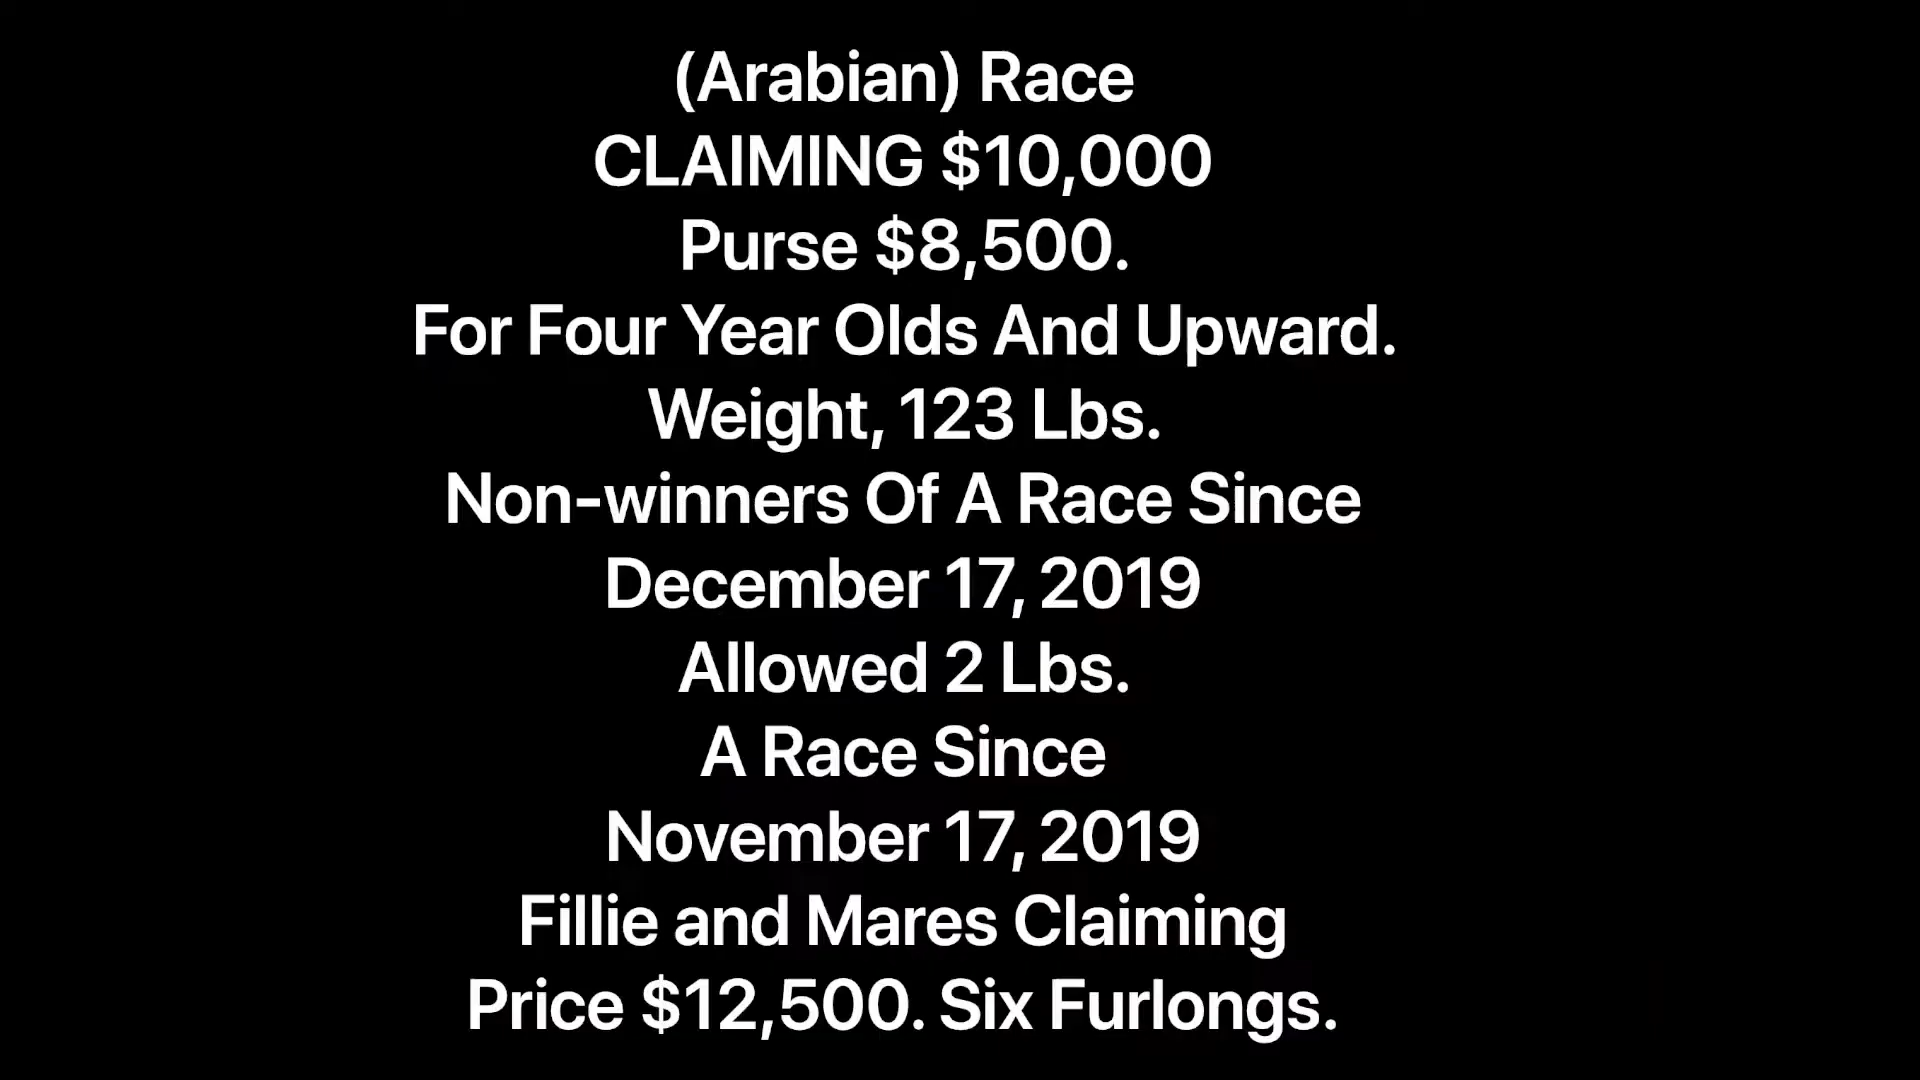 (Arabian) Race
CLAIMING $10,000
Purse $8,500.
For Four Year Olds And Upward.
Weight, 123 Lbs.
Non-winners Of A Race Since
December 17, 2019
Allowed 2 Lbs.
A Race Since
November 17, 2019
Fillie and Mares Claiming
Price $12,500. Six Furlongs.